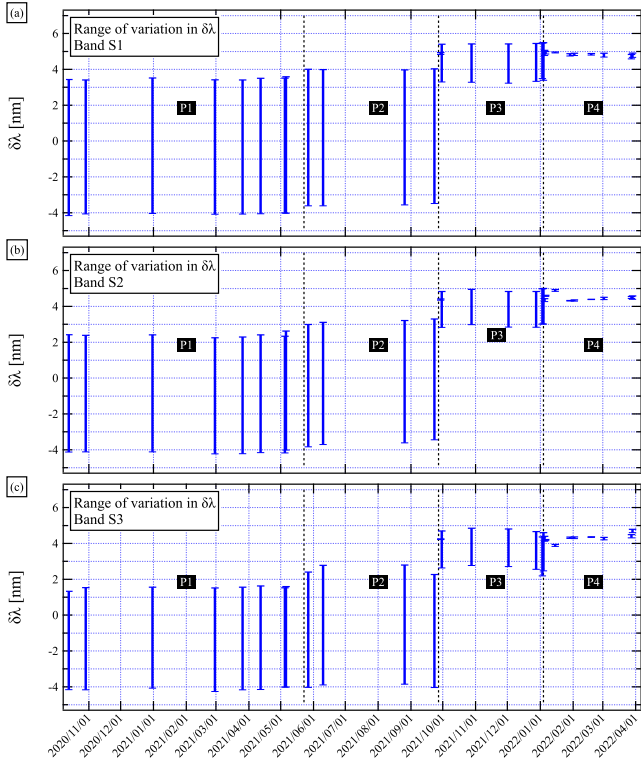 (a)
Range of variation in δλ
Band S1
δλ [nm]
6
4
2
0
-2
-4
P1
P2
P3
P4
(b)
Range of variation in δλ
Band S2
δλ [nm]
6
4
2
0
-2
-4
P1
P2
P3
P4
(c)
Range of variation in δλ
Band S3
δλ [nm]
6
4
2
0
-2
-4
P1
P2
P3
P4
2020/11/01
2020/12/01
2021/01/01
2021/02/01
2021/03/01
2021/04/01
2021/05/01
2021/06/01
2021/07/01
2021/08/01
2021/09/01
2021/10/01
2021/11/01
2021/12/01
2022/01/01
2022/02/01
2022/03/01
2022/04/01